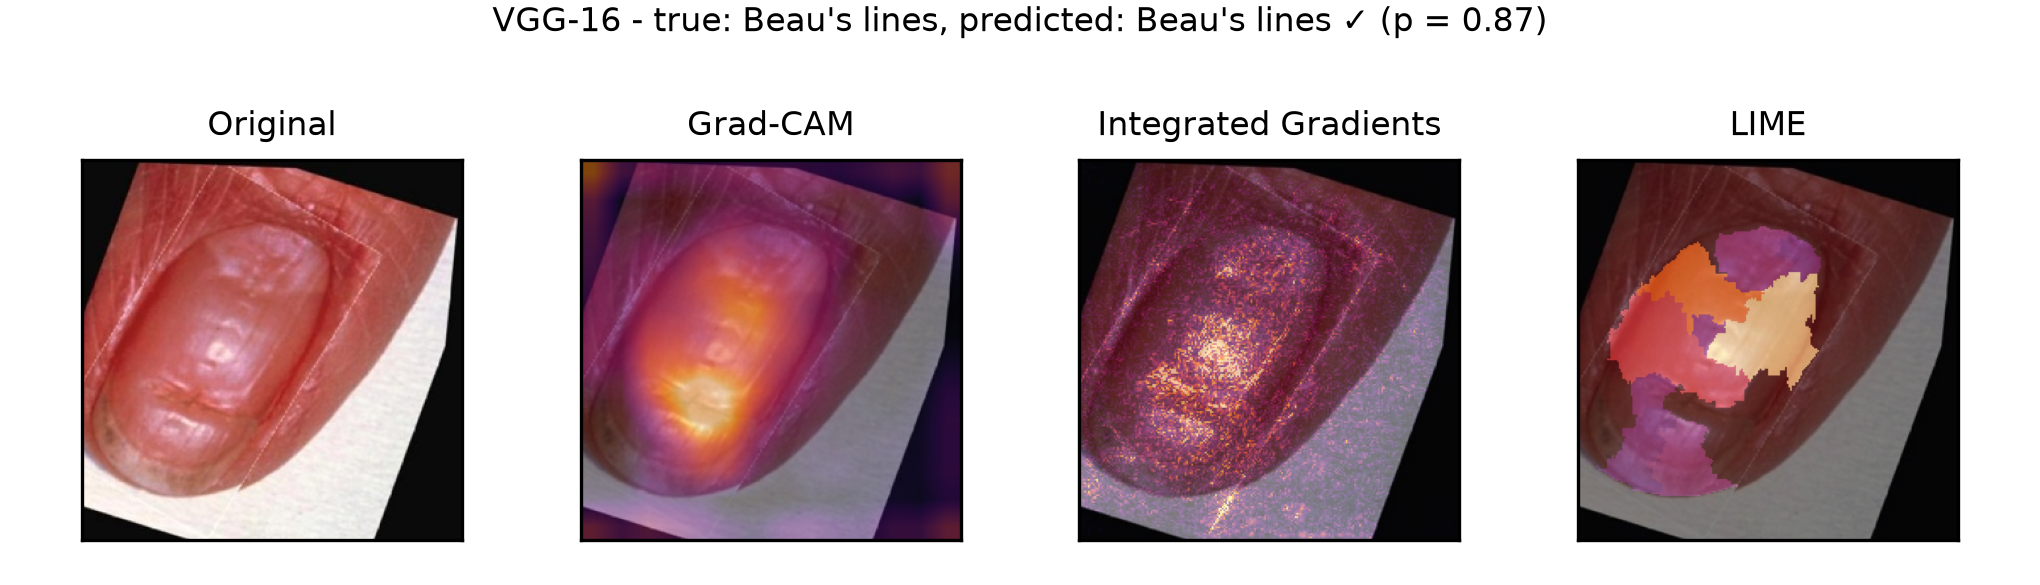 VGG-16 - true: Beau's lines, predicted: Beau's lines ✓ (p = 0.87)
Original
Grad-CAM
Integrated Gradients
LIME